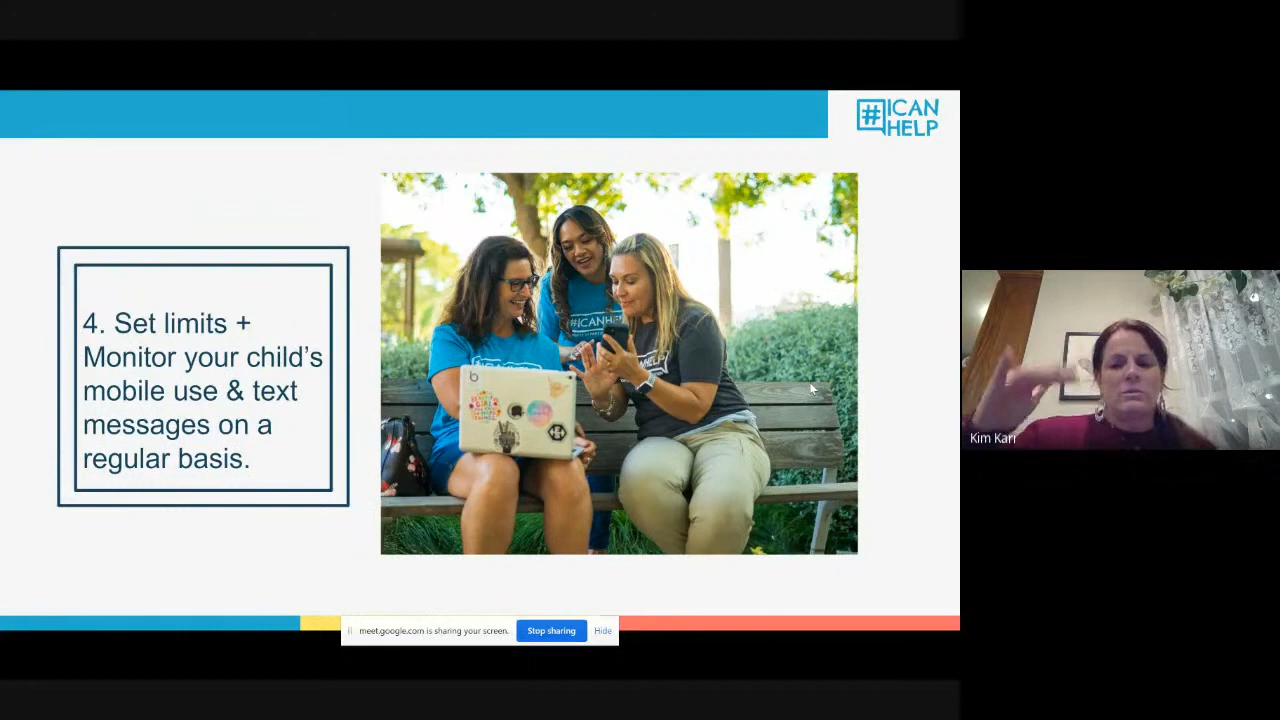 #ICAN
HELP
4. Set limits +
Monitor your child's
mobile use & text
messages on a
regular basis.
#ICANHELP
Kim Karr
meet.google.com is sharing your screen.
Stop sharing
Hide